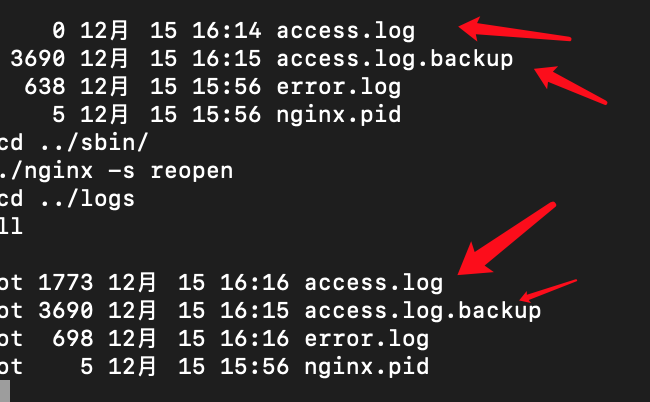 0 12月 15 16:14 access.log
3690 12月 15 16:15 access.log.backup
638 12月 15 15:56 error.log
5 12月 15 15:56 nginx.pid
cd ../sbin/
./nginx -s reopen
cd ../logs
ll
ot 1773 12月 15 16:16 access.log
ot 3690 12月 15 16:15 access.log.backup
ot 698 12月 15 16:16 error.log
ot 5 12月 15 15:56 nginx.pid